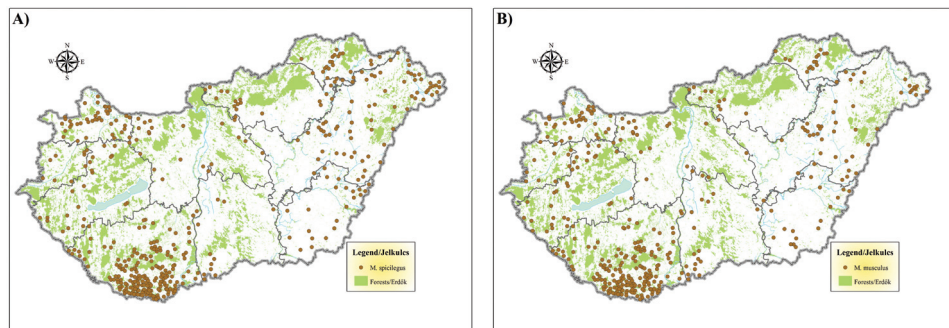 A)
N
W E
S
Legend/Jelkulcs
M. spicilegus
Forests/Erdők
B)
N
W E
S
Legend/Jelkulcs
M. musculus
Forests/Erdők